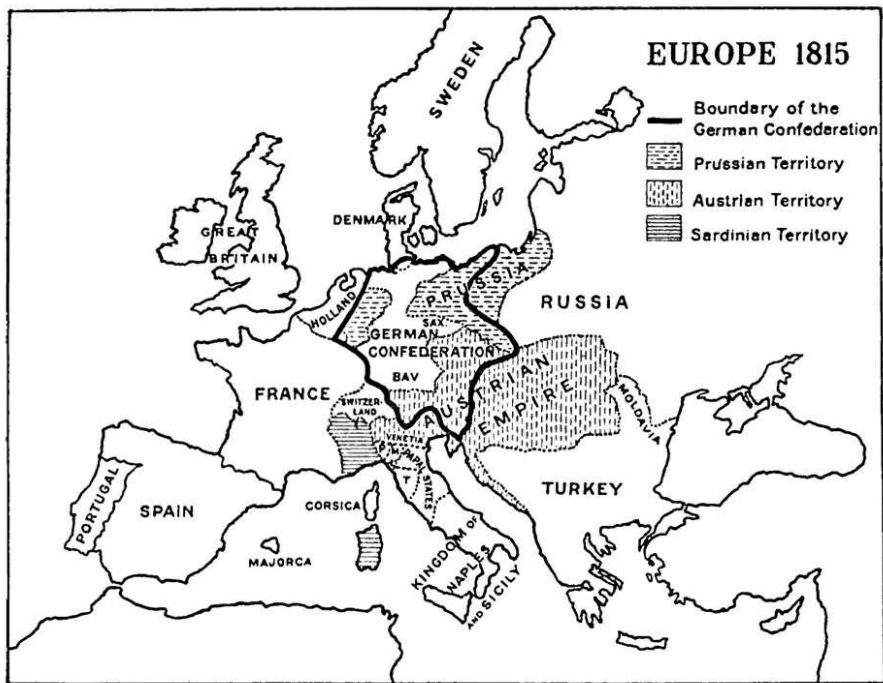 EUROPE 1815
Boundary of the
German Confederation
Prussian Territory
Austrian Territory
Sardinian Territory
SWEDEN
DENMARK
GREAT
BRITAIN
HOLLAND
PRUSSIA
RUSSIA
SAX.
GERMAN
CONFEDERATION
BAV
FRANCE
SWITZER-
LAND
AUSTRIAN
EMPIRE
MOLDAVIA
VENETIA
PAPAL STATES
TURKEY
PORTUGAL
SPAIN
CORSICA
MAJORCA
KINGDOM OF
NAPLES
AND SICILY